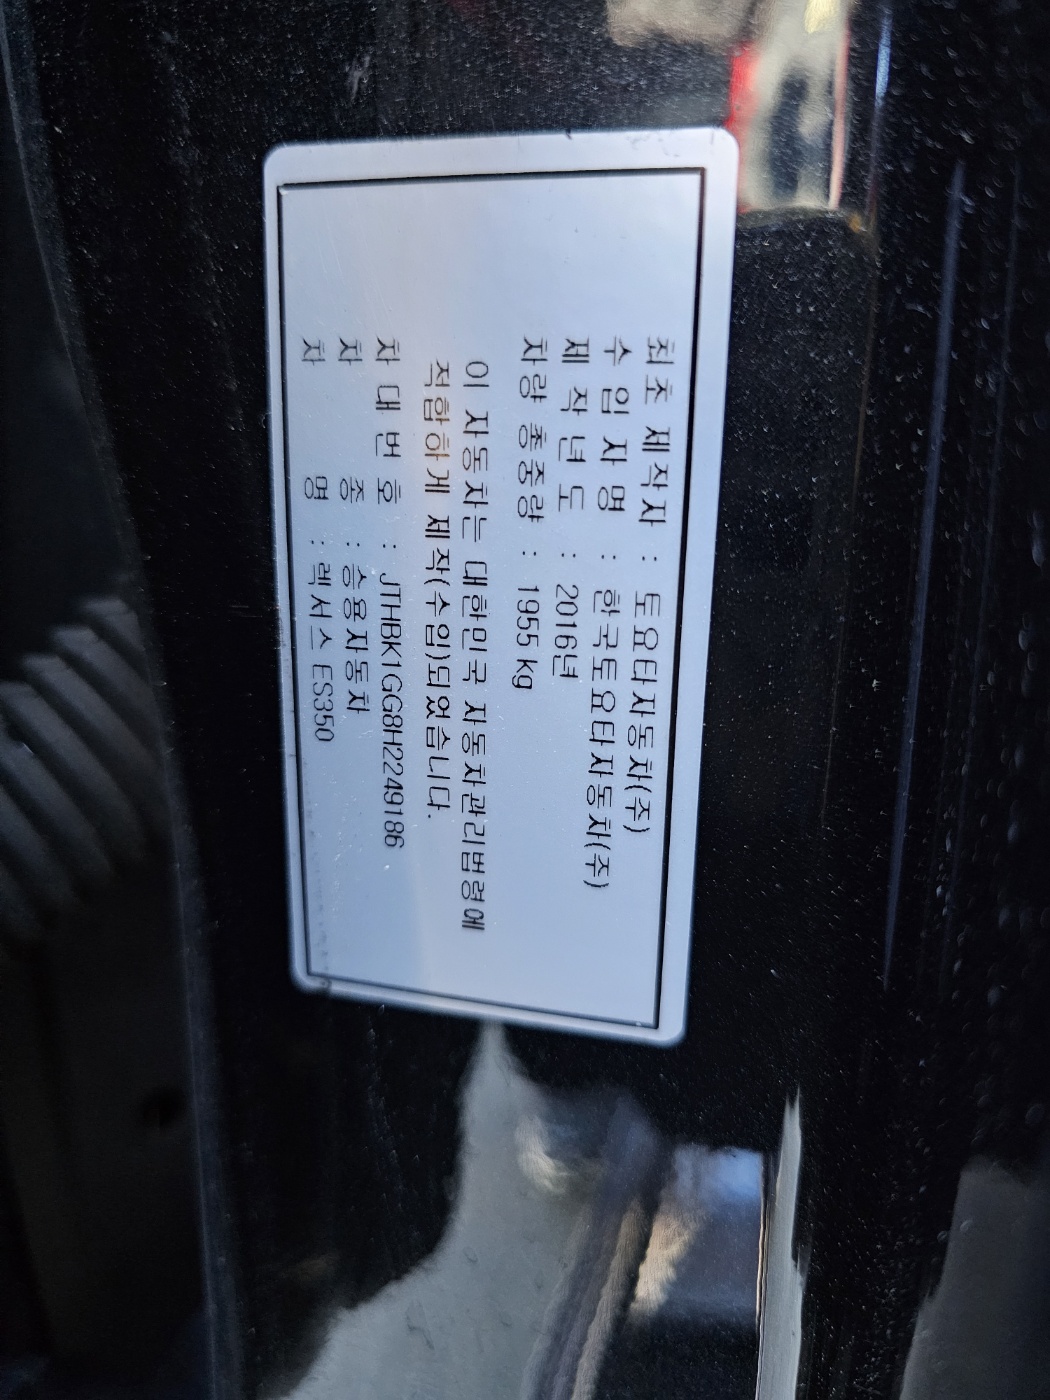 최초 제작자 : 토요타자동차(주)
수입자명 : 한국토요타자동차(주)
제작년도 : 2016년
차량총중량 : 1955 kg
이 자동차는 대한민국 자동차관리법령에
적합하게 제작(수입)되었습니다.
차대번호 : JTHBK1GG8H2249186
차종 : 승용자동차
차명 : 렉서스 ES350